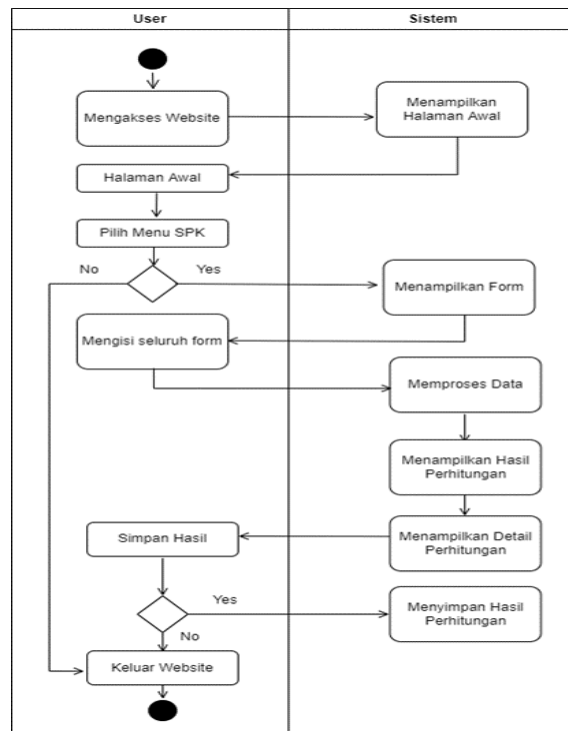 User
Sistem
Mengakses Website
Menampilkan
Halaman Awal
Halaman Awal
Pilih Menu SPK
No
Yes
Menampilkan Form
Mengisi seluruh form
Memproses Data
Menampilkan Hasil
Perhitungan
Menampilkan Detail
Perhitungan
Simpan Hasil
Yes
Menyimpan Hasil
Perhitungan
No
Keluar Website